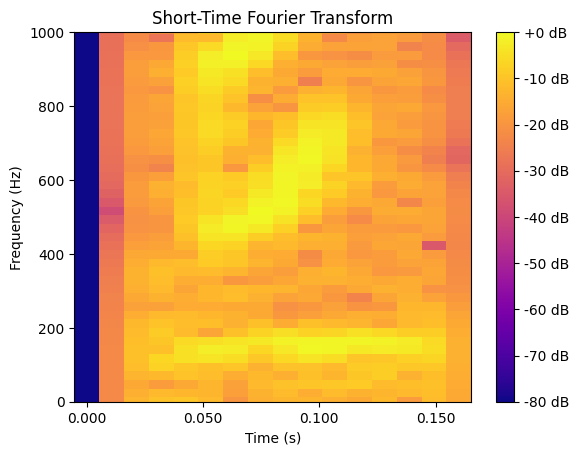 Short-Time Fourier Transform
Frequency (Hz)
1000
800
600
400
200
0
0.000
0.050
0.100
0.150
Time (s)
+0 dB
-10 dB
-20 dB
-30 dB
-40 dB
-50 dB
-60 dB
-70 dB
-80 dB